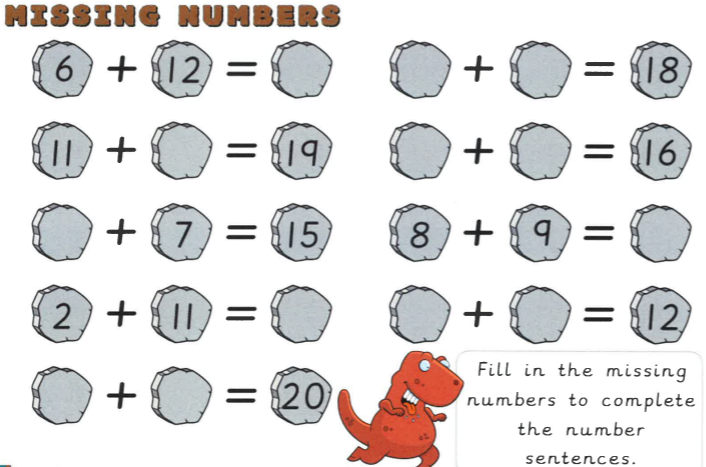 MISSING NUMBERS
6 + 12 =
11 + = 19
+ 7 = 15
2 + 11 =
+ = 20
+ = 18
+ = 16
8 + 9 =
+ = 12
Fill in the missing
numbers to complete
the number
sentences.